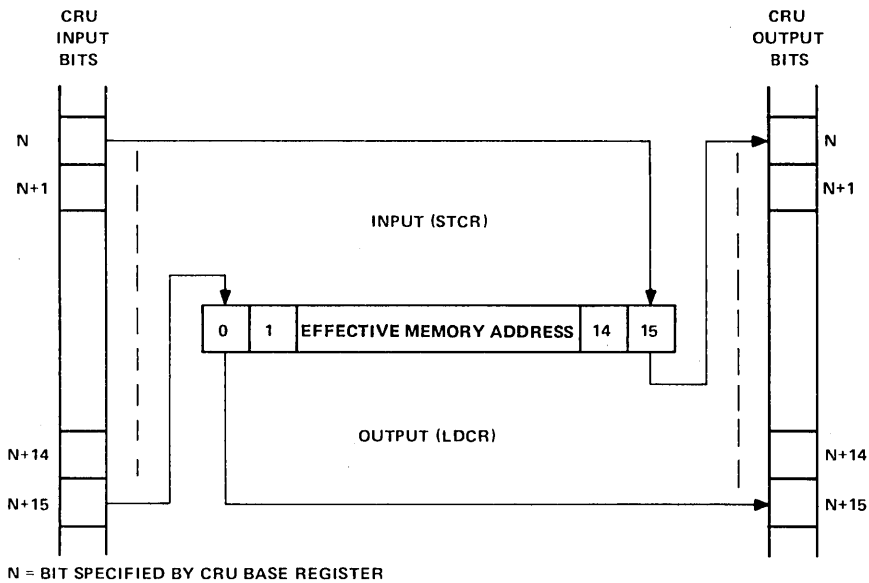 CRU
INPUT
BITS
CRU
OUTPUT
BITS
N
N
N+1
N+1
INPUT (STCR)
0 1 EFFECTIVE MEMORY ADDRESS 14 15
OUTPUT (LDCR)
N+14
N+14
N+15
N+15
N = BIT SPECIFIED BY CRU BASE REGISTER